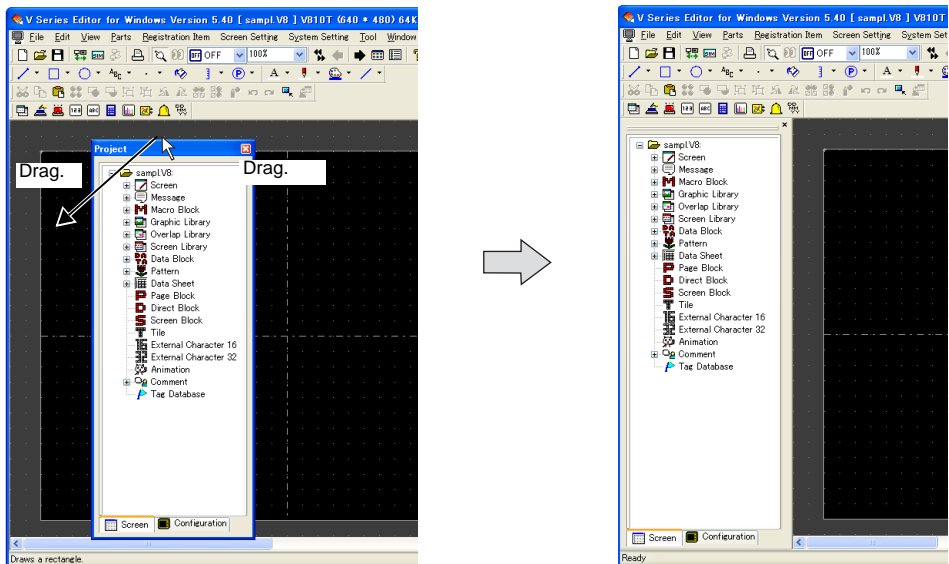 V Series Editor for Windows Version 5.40 [ sampl.V8 ] V810T (640 * 480) 64K
File Edit View Parts Registration Item Screen Setting System Setting Tool Window
OFF 100%
Project
Drag.
Drag.
sampl.V8:
Screen
Message
Macro Block
Graphic Library
Overlap Library
Screen Library
Data Block
Pattern
Data Sheet
Page Block
Direct Block
Screen Block
Tile
External Character 16
External Character 32
Animation
Comment
Tag Database
Screen Configuration
Draws a rectangle.
V Series Editor for Windows Version 5.40 [ sampl.V8 ] V810T
File Edit View Parts Registration Item Screen Setting System Set
OFF 100%
sampl.V8:
Screen
Message
Macro Block
Graphic Library
Overlap Library
Screen Library
Data Block
Pattern
Data Sheet
Page Block
Direct Block
Screen Block
Tile
External Character 16
External Character 32
Animation
Comment
Tag Database
Screen Configuration
Ready